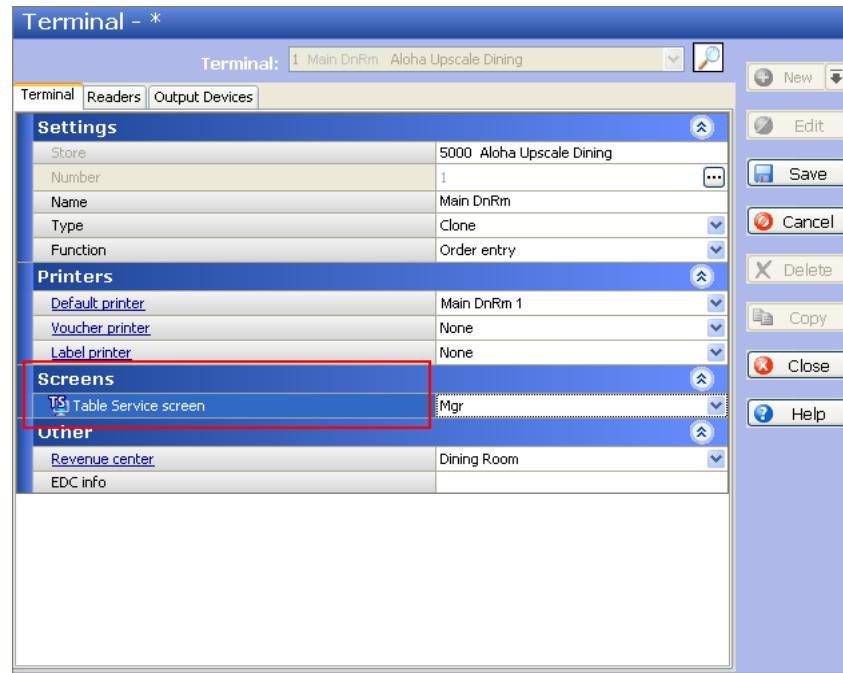 Terminal - *
Terminal: 1 Main DnRm Aloha Upscale Dining
New
Terminal Readers Output Devices
Edit
Settings
Store 5000 Aloha Upscale Dining
Number 1 ...
Save
Name Main DnRm
Type Clone
Cancel
Function Order entry
Printers
Delete
Default printer Main DnRm 1
Voucher printer None
Copy
Label printer None
Screens
Close
TS Table Service screen Mgr
Help
Other
Revenue center Dining Room
EDC info